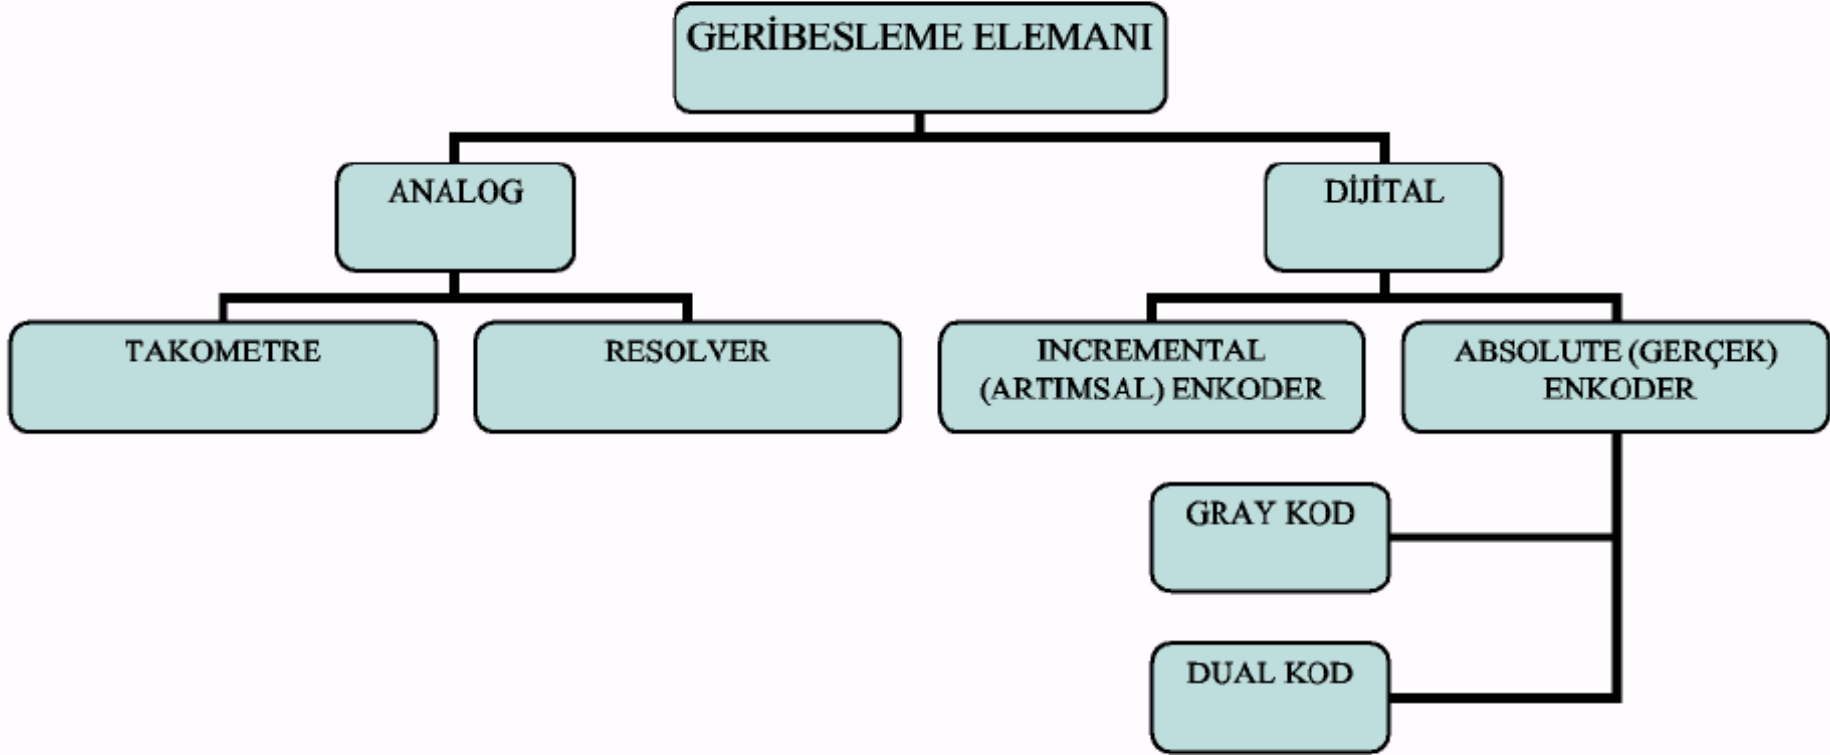 GERİBESLEME ELEMANI
ANALOG
DİJİTAL
TAKOMETRE
RESOLVER
INCREMENTAL
(ARTIMSAL) ENKODER
ABSOLUTE (GERÇEK)
ENKODER
GRAY KOD
DUAL KOD